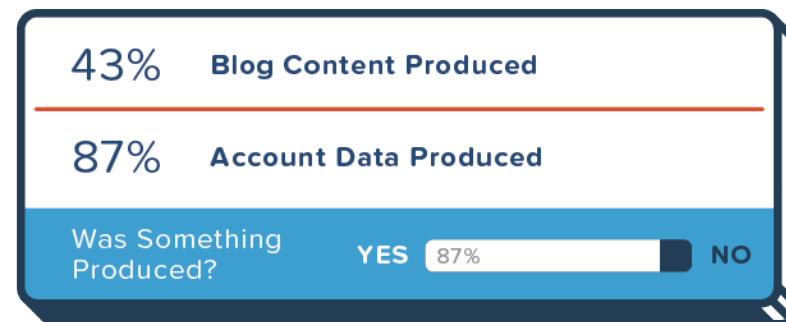 43% Blog Content Produced
87% Account Data Produced
Was Something
Produced?
YES 87% NO